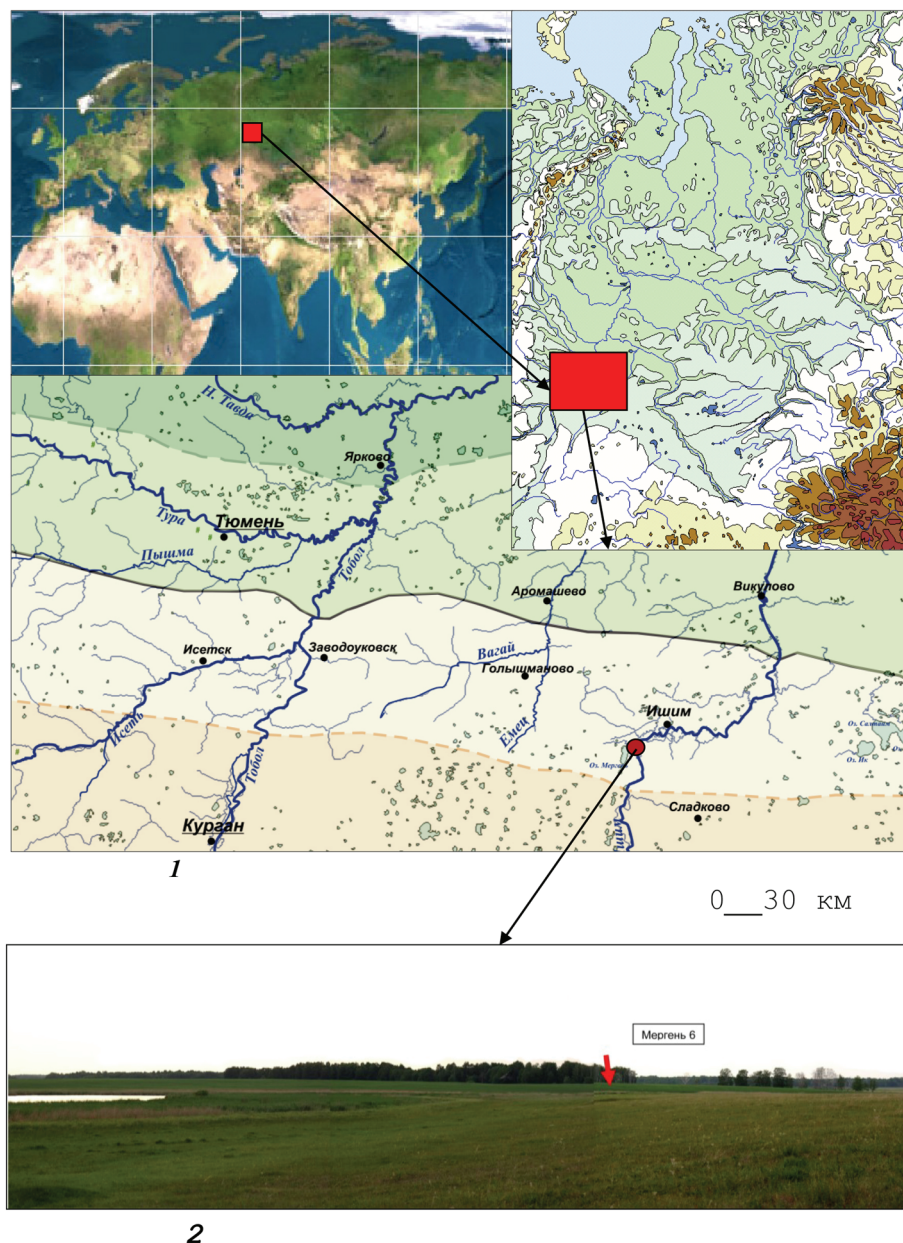 Н. Тавда
Ярково
Тура
Тюмень
Пышма
Тобол
Аромашево
Викулово
Исетск
Заводоуковск
Вагай
Голышманово
Исеть
Тобол
Емец
Ишим
Оз. Мергень
Сладково
Курган
1
0 30 км
Мергень 6
2